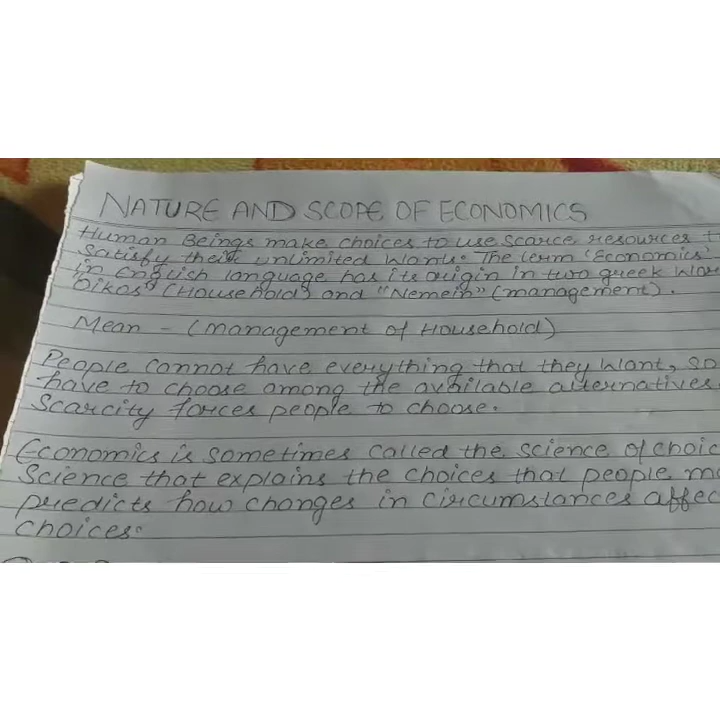 NATURE AND SCOPE OF ECONOMICS
Human Beings make choices to use scarce resources
satisfy their unlimited wants. The term 'Economics'
in English language has its origin in two greek
Oikos" (Household) and "Nemein" (management).
Mean - (management of Household)
People cannot have everything that they want, so
have to choose among the available alternatives
Scarcity forces people to choose.
Economics is sometimes called the science of
Science that explains the choices that people
predicts how changes in circumstances
choices.